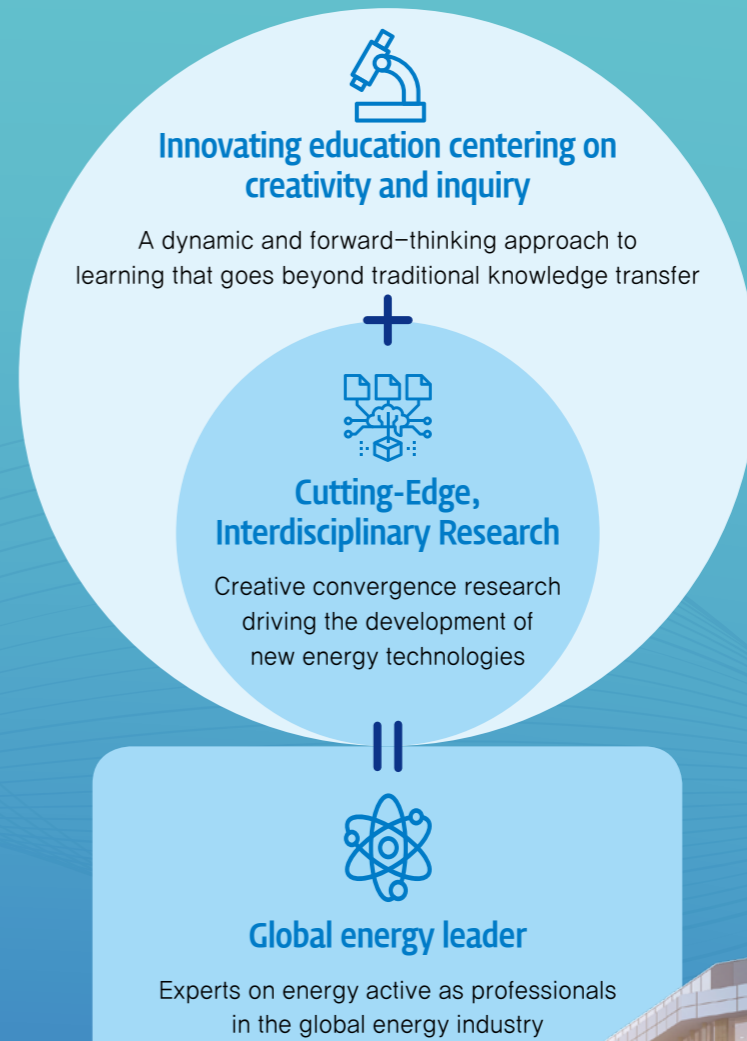 Innovating education centering on
creativity and inquiry
A dynamic and forward-thinking approach to
learning that goes beyond traditional knowledge transfer
+
Cutting-Edge,
Interdisciplinary Research
Creative convergence research
driving the development of
new energy technologies
=
Global energy leader
Experts on energy active as professionals
in the global energy industry